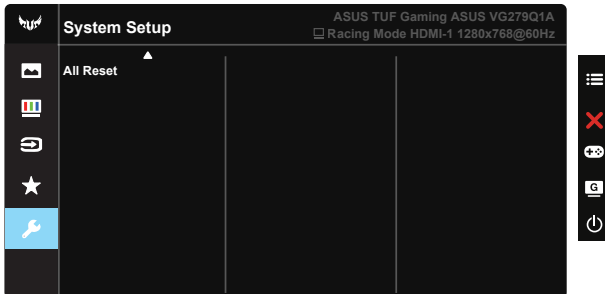 System Setup
ASUS TUF Gaming ASUS VG279Q1A
Racing Mode HDMI-1 1280x768@60Hz
All Reset
G